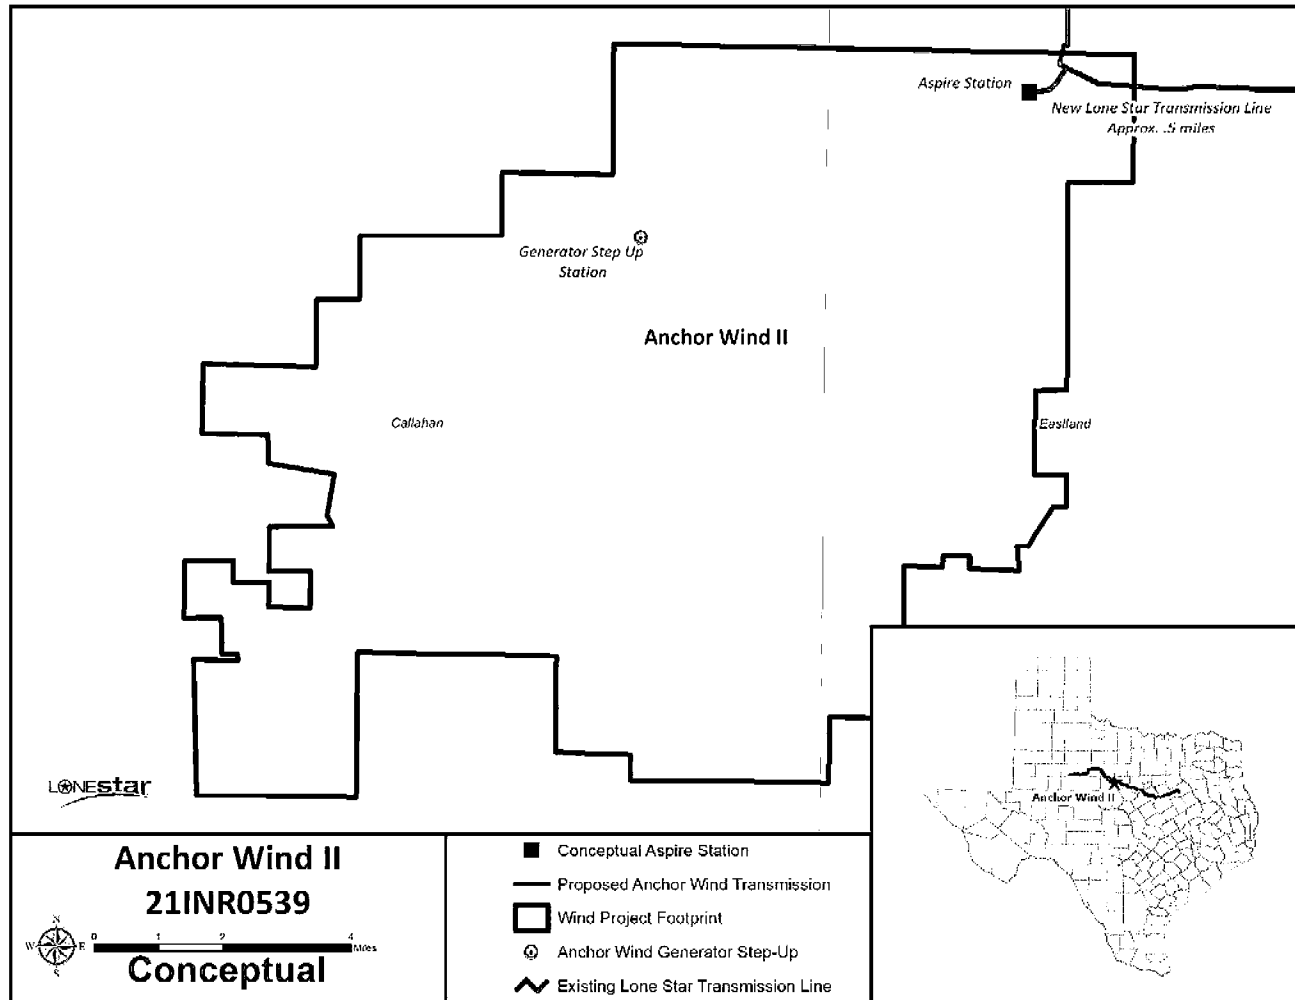 Aspire Station
New Lone Star Transmission Line
Approx. .5 miles
Generator Step Up
Station
Anchor Wind II
Callahan
Eastland
LONEstar
Anchor Wind II
Anchor Wind II
21INR0539
N
W
E
S
0 1 2 4
Miles
Conceptual
Conceptual Aspire Station
Proposed Anchor Wind Transmission
Wind Project Footprint
Anchor Wind Generator Step-Up
Existing Lone Star Transmission Line